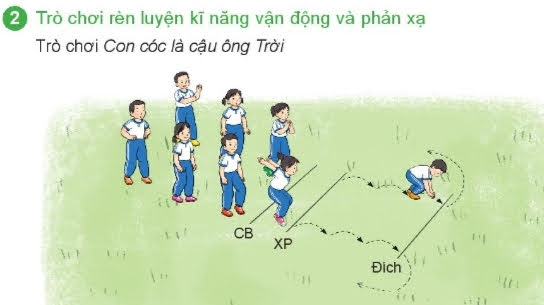 2 Trò chơi rèn luyện kĩ năng vận động và phản xạ
Trò chơi Con cóc là cậu ông Trời
CB
XP
Đích